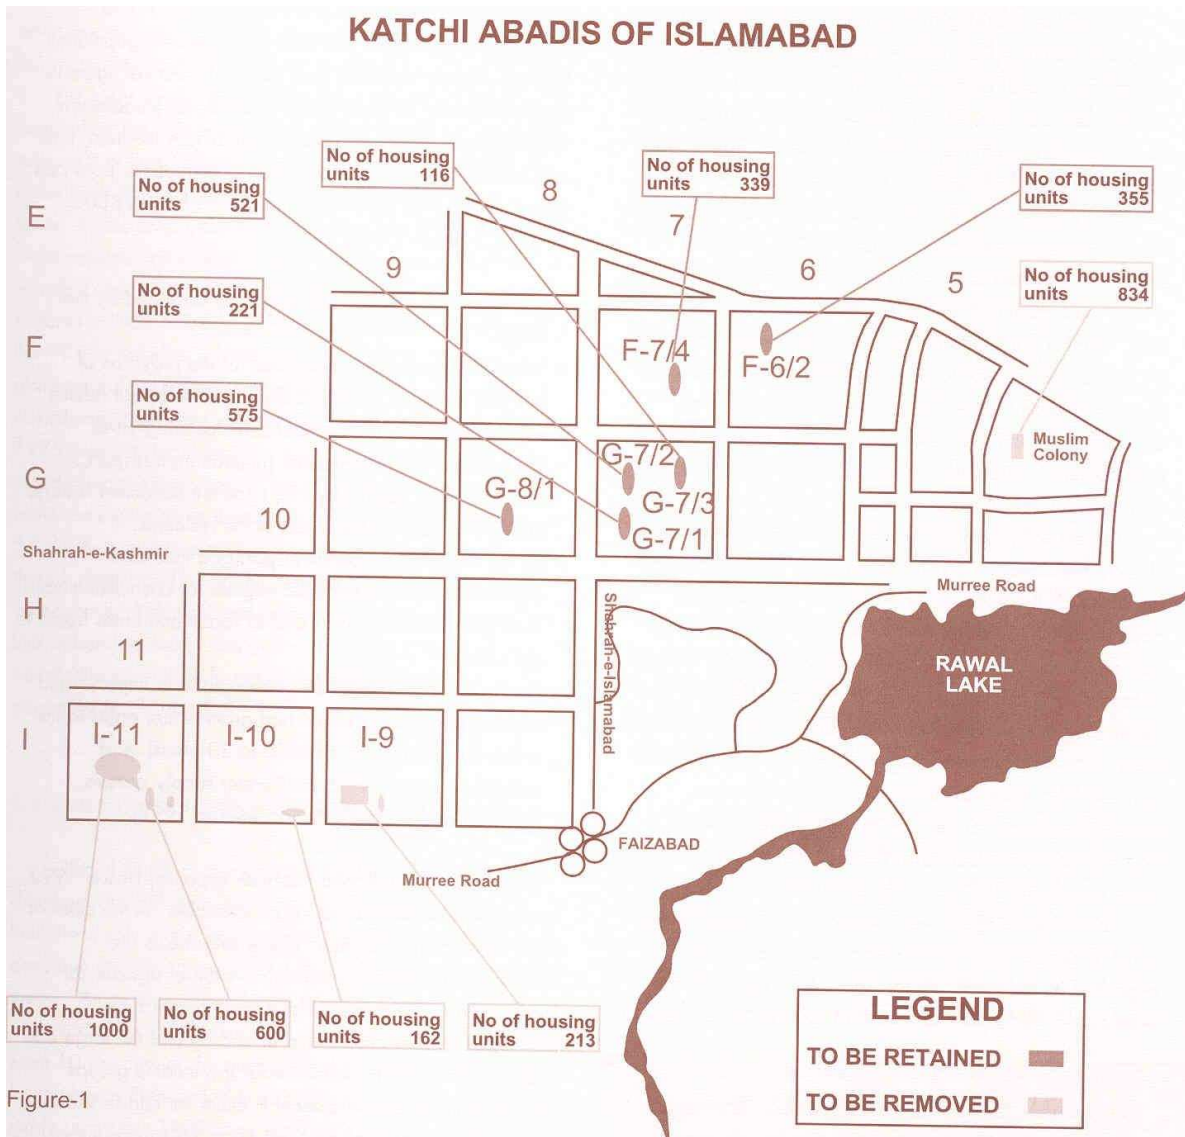 KATCHI ABADIS OF ISLAMABAD
No of housing
units 116
No of housing
units 339
No of housing
units 355
No of housing
units 521
8
7
E
9
6
5
No of housing
units 834
No of housing
units 221
F
F-7/4
F-6/2
No of housing
units 575
Muslim
Colony
G
G-7/2
G-8/1
G-7/3
G-7/1
10
Shahrah-e-Kashmir
Murree Road
H
Shahrah-e-Islamabad
11
RAWAL
LAKE
I
I-11
I-10
I-9
FAIZABAD
Murree Road
No of housing
units 1000
No of housing
units 600
No of housing
units 162
No of housing
units 213
LEGEND
TO BE RETAINED
TO BE REMOVED
Figure-1